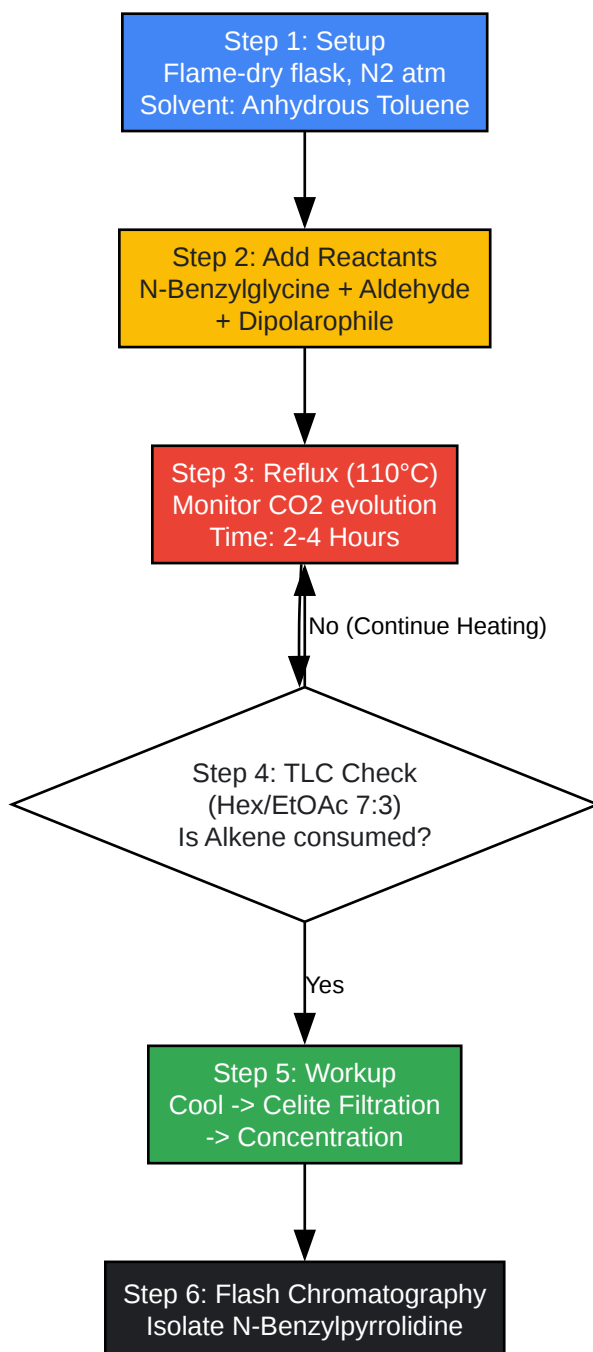 Step 1: Setup
Flame-dry flask, N2 atm
Solvent: Anhydrous Toluene
Step 2: Add Reactants
N-Benzylglycine + Aldehyde
+ Dipolarophile
Step 3: Reflux (110°C)
Monitor CO2 evolution
Time: 2-4 Hours
No (Continue Heating)
Step 4: TLC Check
(Hex/EtOAc 7:3)
Is Alkene consumed?
Yes
Step 5: Workup
Cool -> Celite Filtration
-> Concentration
Step 6: Flash Chromatography
Isolate N-Benzylpyrrolidine